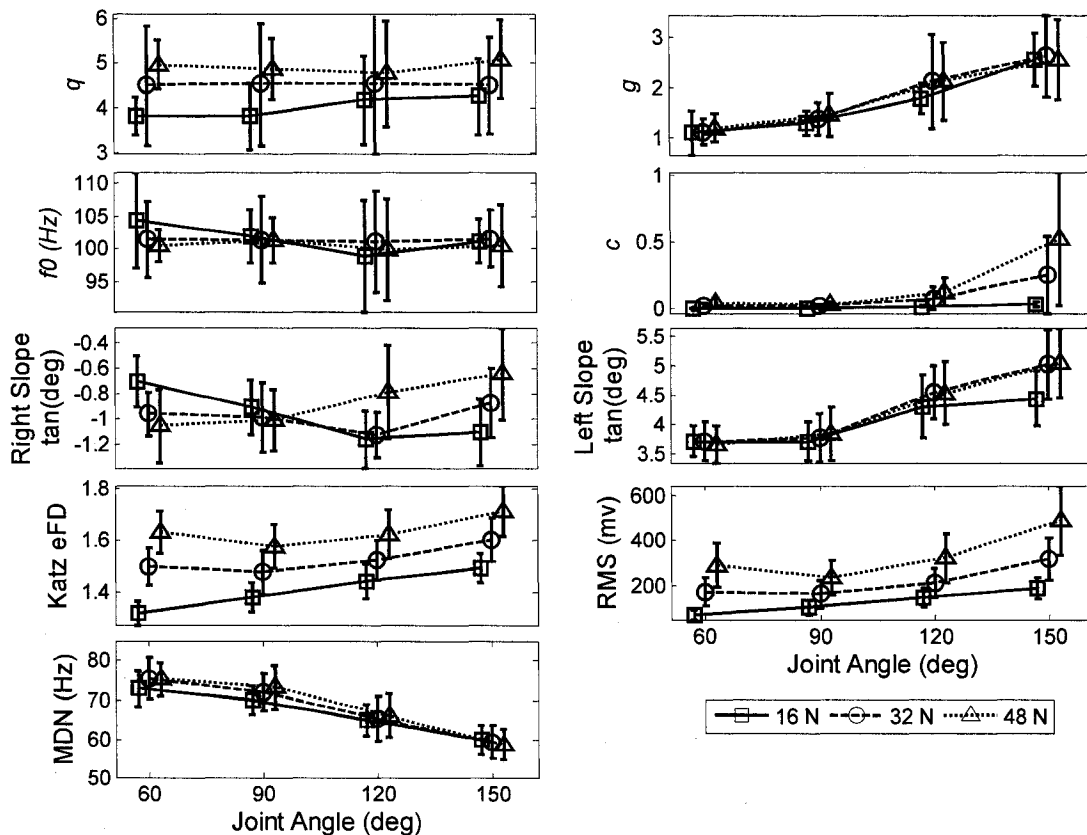 6
5
4
3
q
3
2
1
g
110
105
100
95
f0 (Hz)
1
0.5
0
c
-0.4
-0.6
-0.8
-1
-1.2
Right Slope
tan(deg)
5.5
5
4.5
4
3.5
Left Slope
tan(deg)
1.8
1.6
1.4
Katz eFD
600
400
200
RMS (mv)
60
90
120
150
Joint Angle (deg)
80
70
60
50
MDN (Hz)
60
90
120
150
Joint Angle (deg)
16 N
32 N
48 N